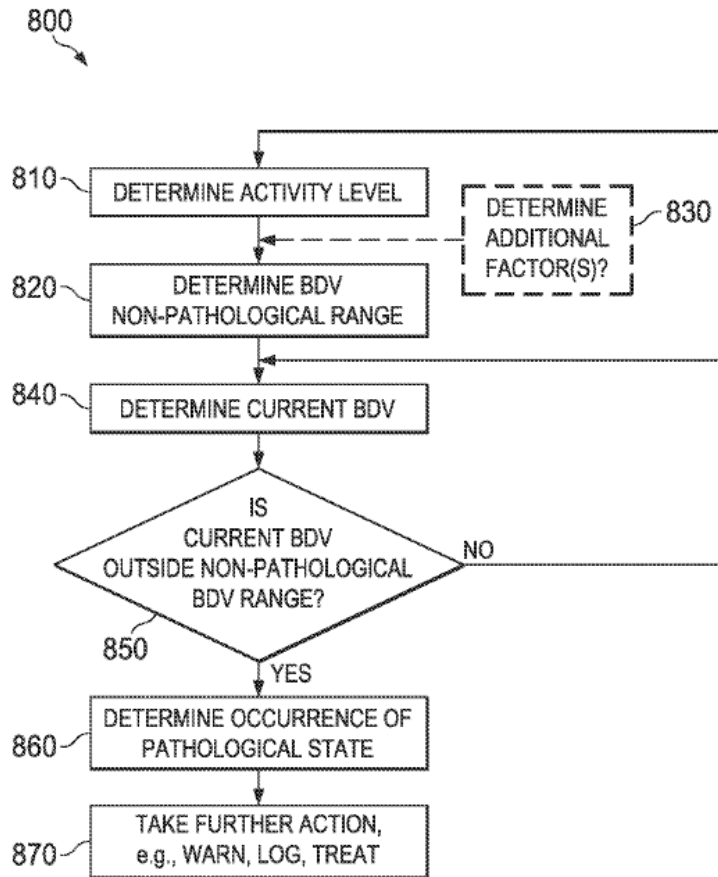 800
810
DETERMINE ACTIVITY LEVEL
DETERMINE
ADDITIONAL
FACTOR(S)?
830
820
DETERMINE BDV
NON-PATHOLOGICAL RANGE
840
DETERMINE CURRENT BDV
IS
CURRENT BDV
OUTSIDE NON-PATHOLOGICAL
BDV RANGE?
NO
850
YES
860
DETERMINE OCCURRENCE OF
PATHOLOGICAL STATE
870
TAKE FURTHER ACTION,
e.g., WARN, LOG, TREAT